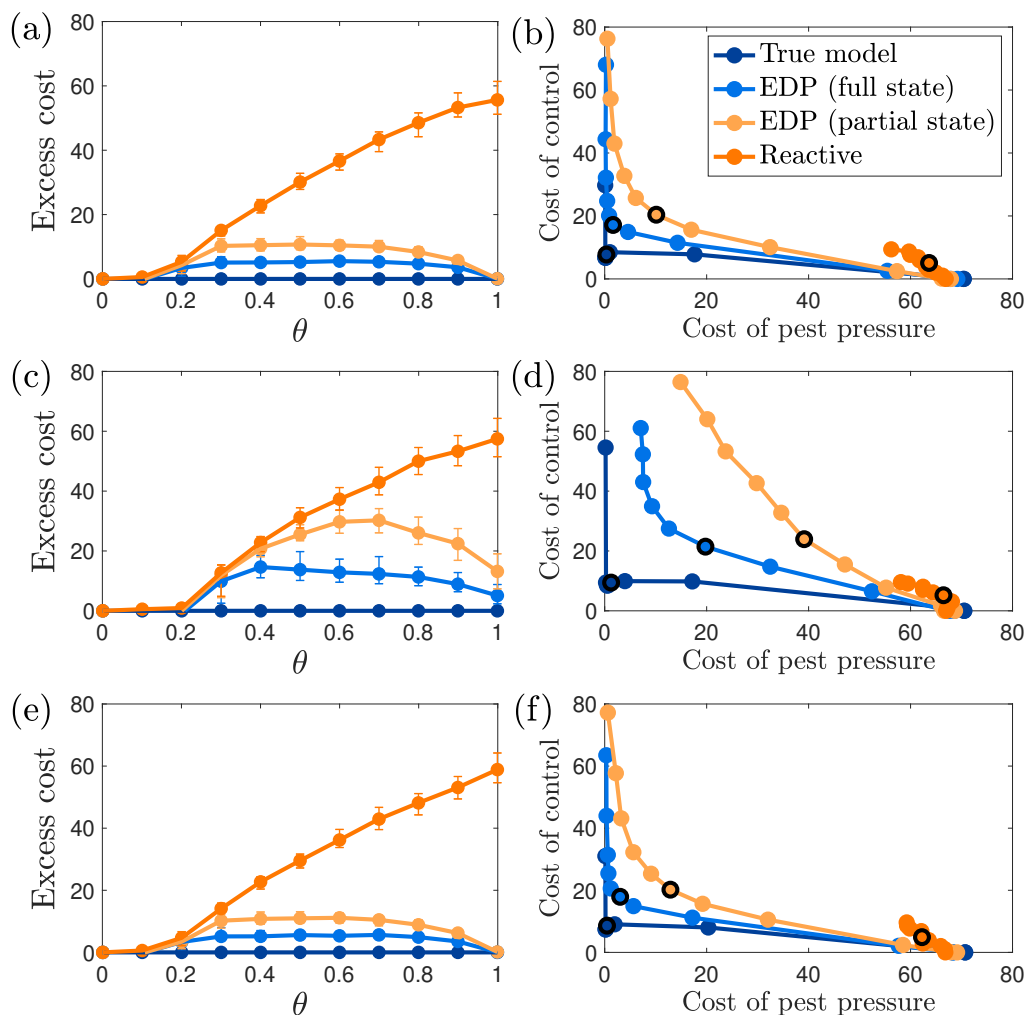 (a)
Excess cost
80
60
40
20
0
0 0.2 0.4 0.6 0.8 1
θ
(b)
Cost of control
80
60
40
20
0
0 20 40 60 80
Cost of pest pressure
True model
EDP (full state)
EDP (partial state)
Reactive
(c)
Excess cost
80
60
40
20
0
0 0.2 0.4 0.6 0.8 1
θ
(d)
Cost of control
80
60
40
20
0
0 20 40 60 80
Cost of pest pressure
(e)
Excess cost
80
60
40
20
0
0 0.2 0.4 0.6 0.8 1
θ
(f)
Cost of control
80
60
40
20
0
0 20 40 60 80
Cost of pest pressure